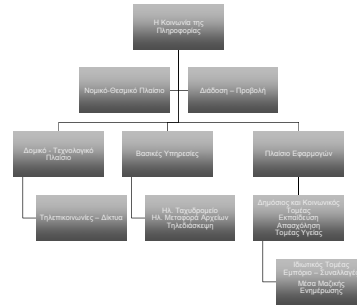 Η Κοινωνία της
Πληροφορίας
Νομικό-Θεσμικό Πλαίσιο
Διάδοση – Προβολή
Δομικό - Τεχνολογικό
Πλαίσιο
Βασικές Υπηρεσίες
Πλαίσιο Εφαρμογών
Τηλεπικοινωνίες – Δίκτυα
Ηλ. Ταχυδρομείο
Ηλ. Μεταφορά Αρχείων
Τηλεδιάσκεψη
Δημόσιος και Κοινωνικός
Τομέας
Εκπαίδευση
Απασχόληση
Τομέας Υγείας
Ιδιωτικός Τομέας
Εμπόριο – Συναλλαγές
Μέσα Μαζικής
Ενημέρωσης